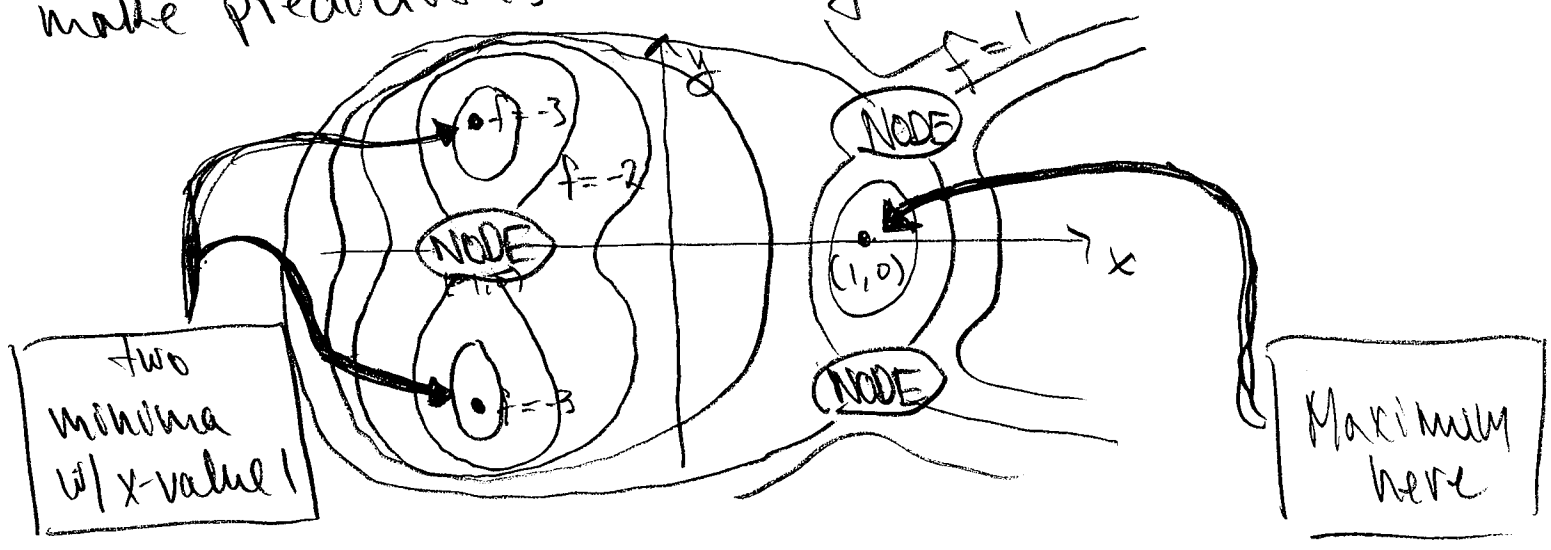 make predictions
y
f=1
NODE
f=-3
f=-2
NODE
(1,0)
x
f=-3
NODE
two
minima
w/ x-value 1
Maximum
here